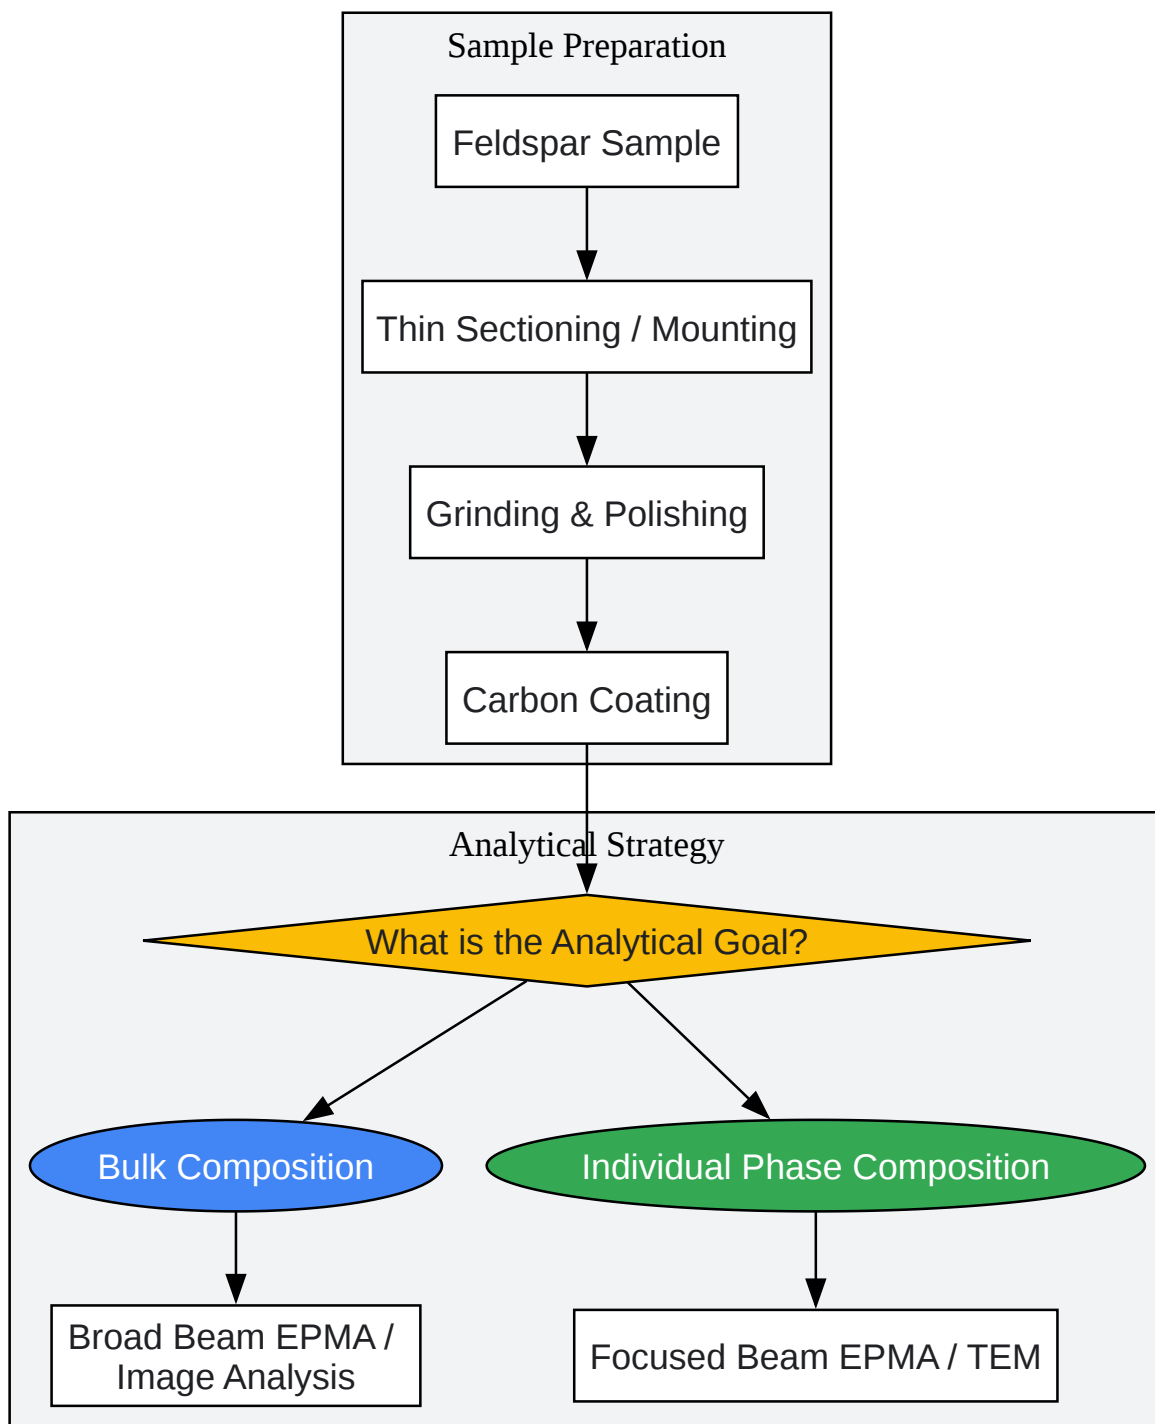 Sample Preparation
Feldspar Sample
Thin Sectioning / Mounting
Grinding & Polishing
Carbon Coating
Analytical Strategy
What is the Analytical Goal?
Bulk Composition
Individual Phase Composition
Broad Beam EPMA /
Image Analysis
Focused Beam EPMA / TEM